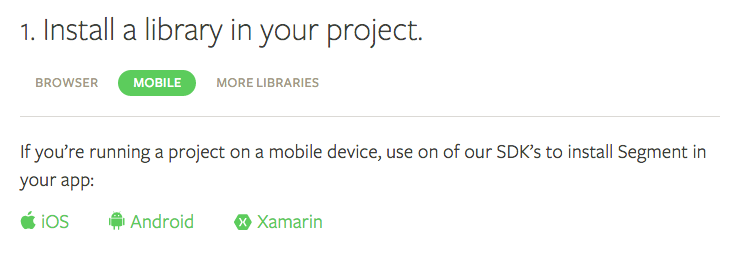 1. Install a library in your project.
BROWSER MOBILE MORE LIBRARIES
If you’re running a project on a mobile device, use on of our SDK’s to install Segment in
your app:
iOS Android Xamarin